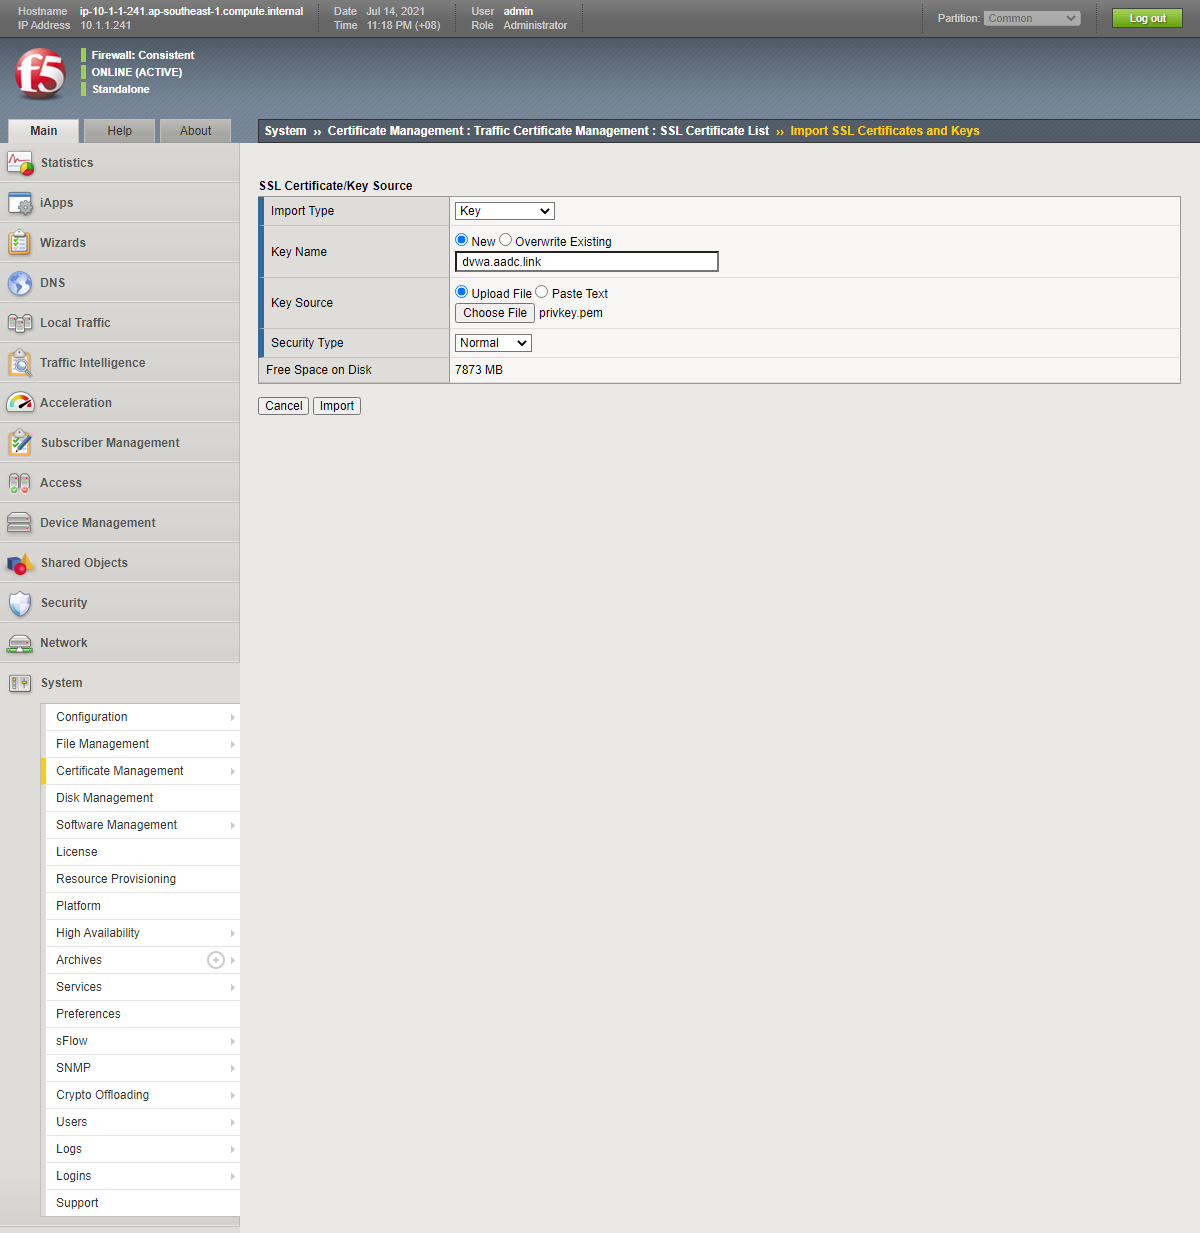 Hostname ip-10-1-1-241.ap-southeast-1.compute.internal Date Jul 14, 2021 User admin
IP Address 10.1.1.241 Time 11:18 PM (+08) Role Administrator
Partition: Common Log out
f5
Firewall: Consistent
ONLINE (ACTIVE)
Standalone
Main Help About
System ›› Certificate Management : Traffic Certificate Management : SSL Certificate List ›› Import SSL Certificates and Keys
Statistics
iApps
Wizards
DNS
Local Traffic
Traffic Intelligence
Acceleration
Subscriber Management
Access
Device Management
Shared Objects
Security
Network
System
Configuration
File Management
Certificate Management
Disk Management
Software Management
License
Resource Provisioning
Platform
High Availability
Archives
Services
Preferences
sFlow
SNMP
Crypto Offloading
Users
Logs
Logins
Support
SSL Certificate/Key Source
Import Type Key
Key Name New Overwrite Existing
dvwa.aadc.link
Key Source Upload File Paste Text
Choose File privkey.pem
Security Type Normal
Free Space on Disk 7873 MB
Cancel Import